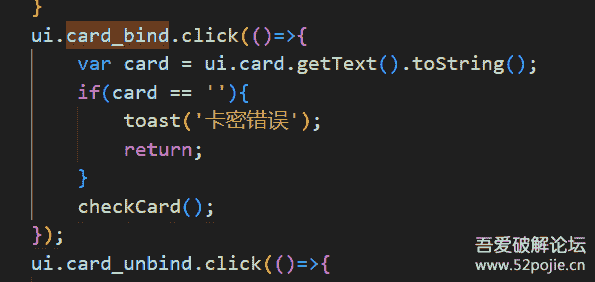 }
ui.card_bind.click(()=>{
var card = ui.card.getText().toString();
if(card == ''){
toast('卡密错误');
return;
}
checkCard();
});
ui.card_unbind.click(()=>{
吾爱破解论坛
www.52pojie.cn